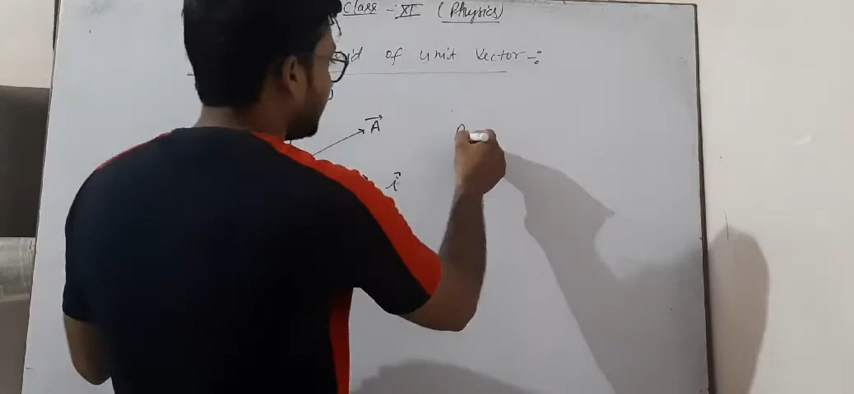 Class -: XI (Physics)
of unit vector -:
A
i